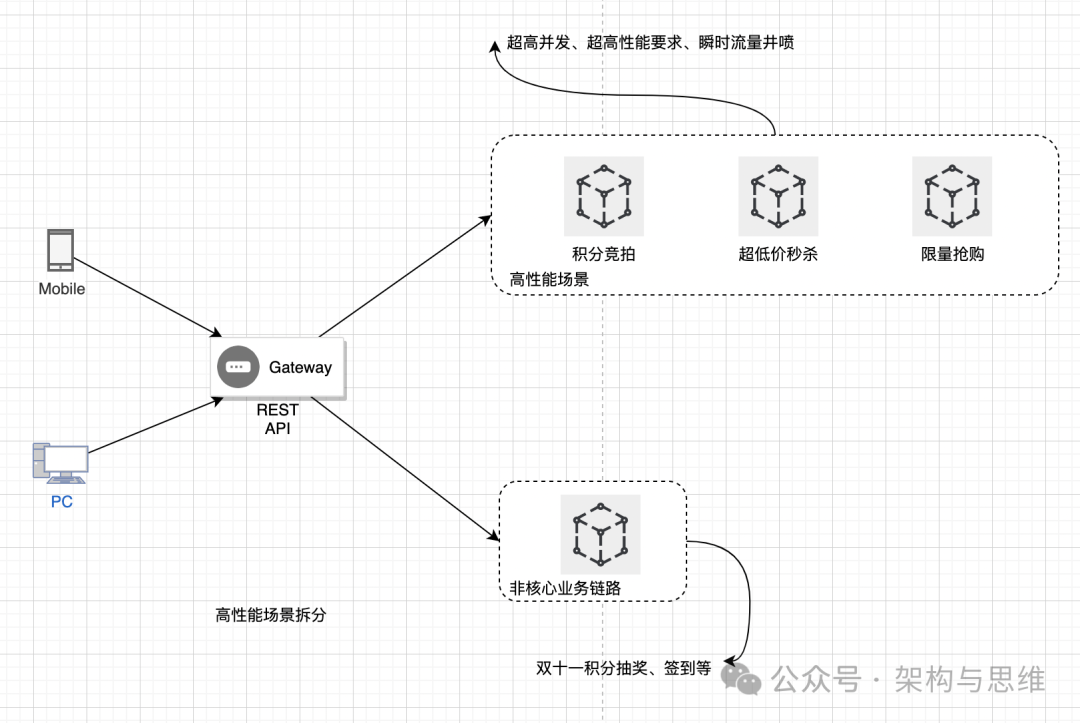 超高并发、超高性能要求、瞬时流量井喷
积分竞拍
超低价秒杀
限量抢购
高性能场景
Mobile
Gateway
REST
API
PC
非核心业务链路
高性能场景拆分
双十一积分抽奖、签到等
公众号 · 架构与思维